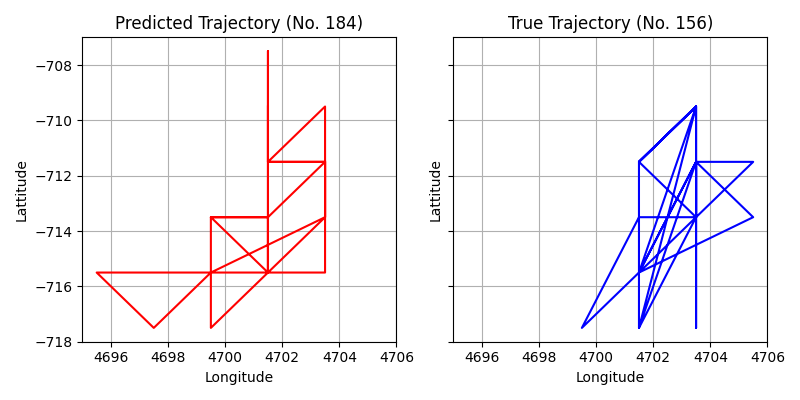 Predicted Trajectory (No. 184)
True Trajectory (No. 156)
−708
−710
−712
−714
−716
−718
Lattitude
Lattitude
4696 4698 4700 4702 4704 4706
4696 4698 4700 4702 4704 4706
Longitude
Longitude